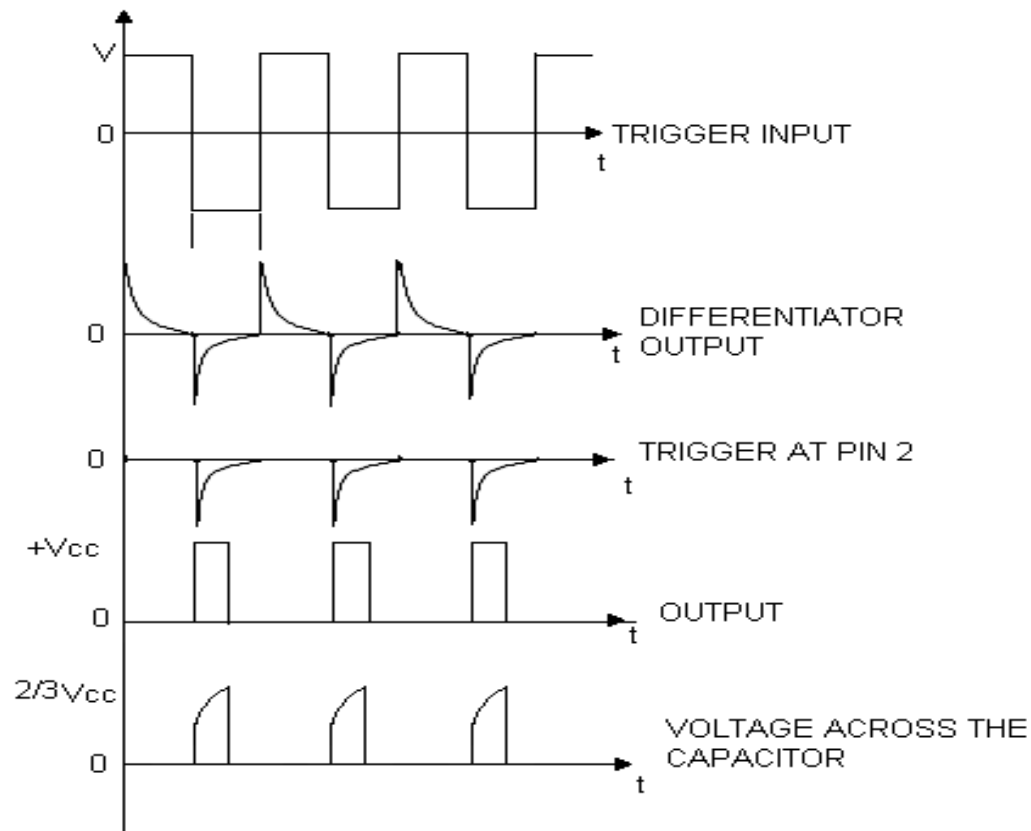 V
0
TRIGGER INPUT
t
0
DIFFERENTIATOR
OUTPUT
t
0
TRIGGER AT PIN 2
t
+Vcc
0
OUTPUT
t
2/3Vcc
0
VOLTAGE ACROSS THE
CAPACITOR
t